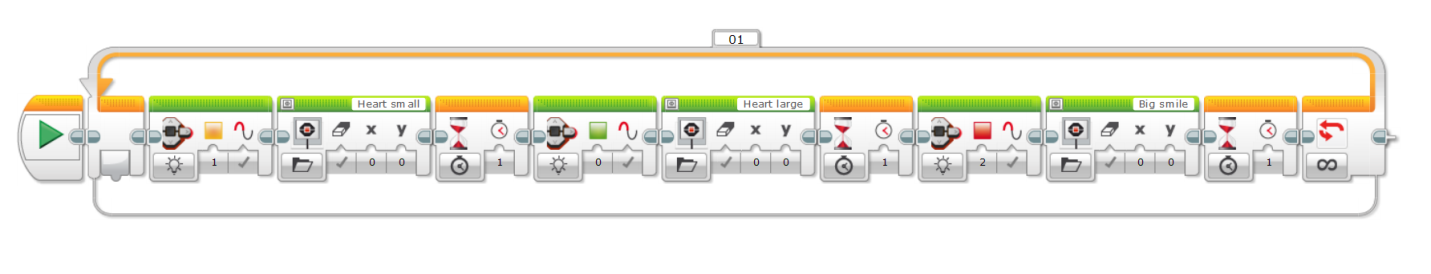 01
Heart small
Heart large
Big smile
x y x y x y
1 0 0 1 0 0 0 1 2 0 0 1 ∞